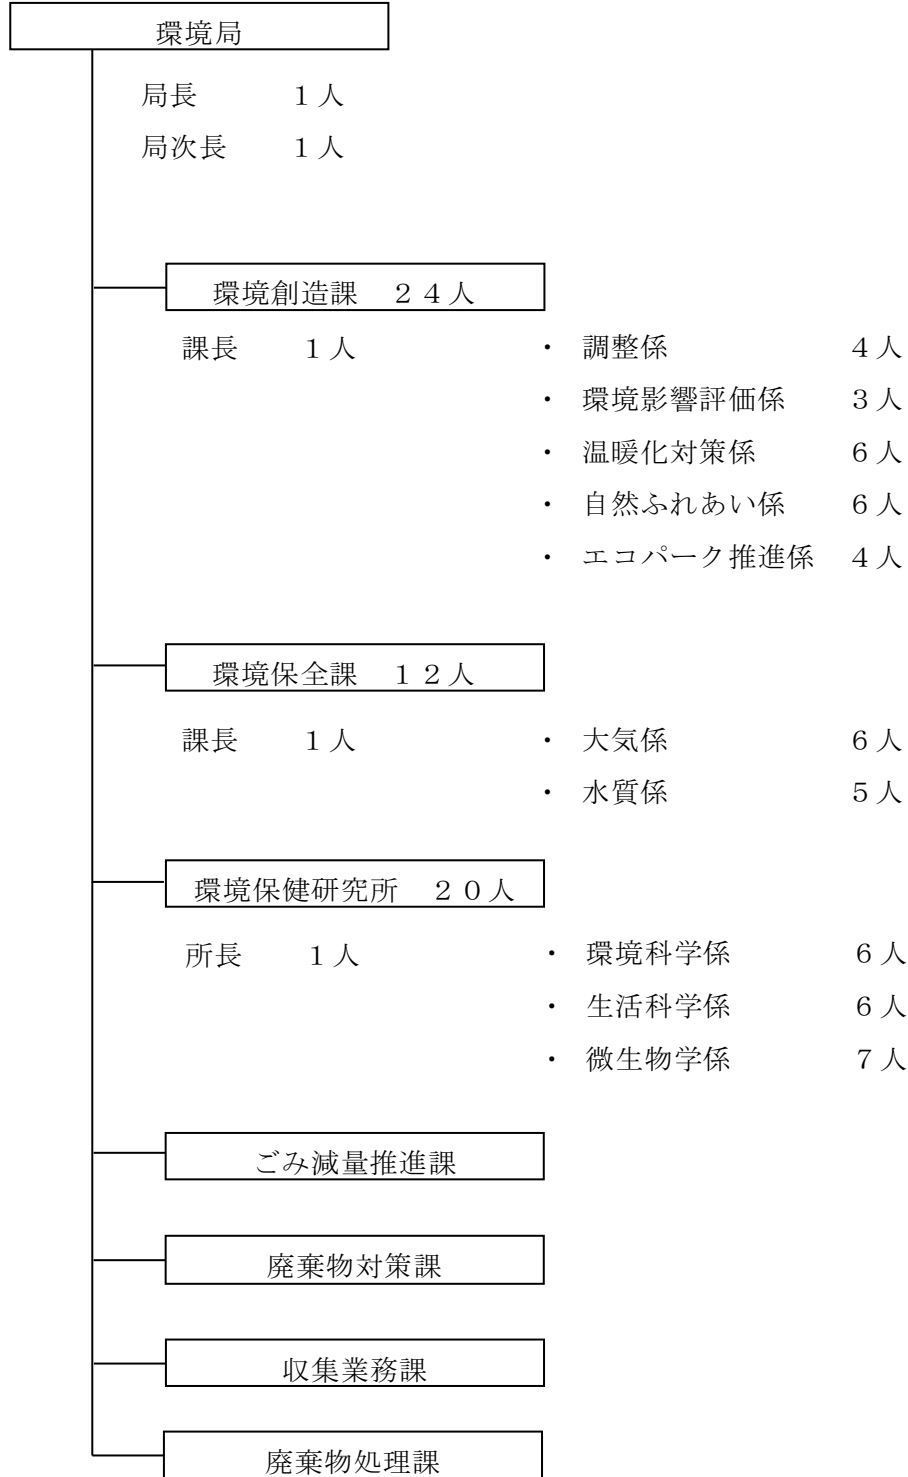 環境局
局長　１人
局次長　１人
環境創造課　２４人
課長　１人　・　調整係　４人
・　環境影響評価係　３人
・　温暖化対策係　６人
・　自然ふれあい係　６人
・　エコパーク推進係　４人
環境保全課　１２人
課長　１人　・　大気係　６人
・　水質係　５人
環境保健研究所　２０人
所長　１人　・　環境科学係　６人
・　生活科学係　６人
・　微生物学係　７人
ごみ減量推進課
廃棄物対策課
収集業務課
廃棄物処理課